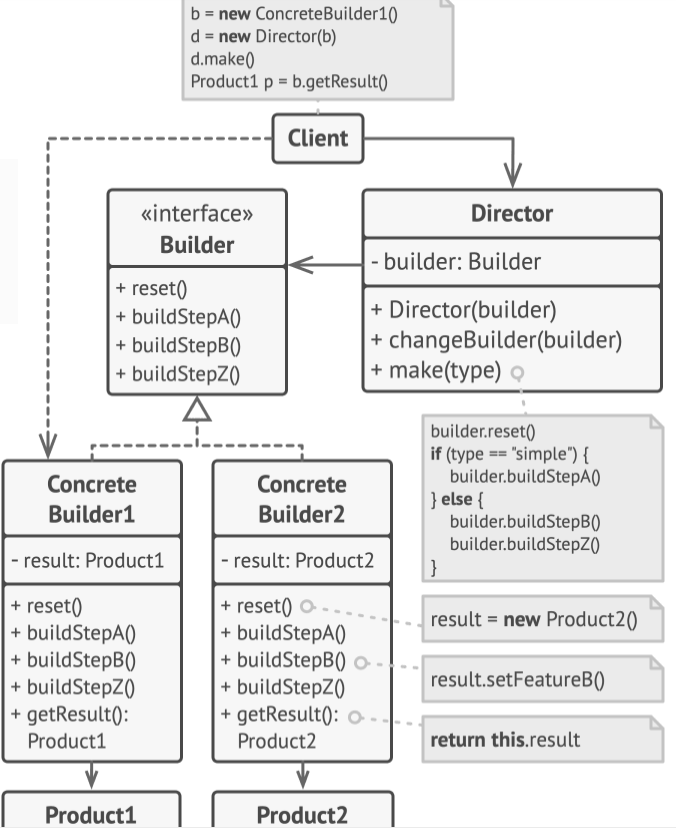 b = new ConcreteBuilder1()
d = new Director(b)
d.make()
Product1 p = b.getResult()
Client
«interface»
Builder
+ reset()
+ buildStepA()
+ buildStepB()
+ buildStepZ()
Director
- builder: Builder
+ Director(builder)
+ changeBuilder(builder)
+ make(type)
builder.reset()
if (type == "simple") {
builder.buildStepA()
} else {
builder.buildStepB()
builder.buildStepZ()
}
Concrete
Builder1
- result: Product1
+ reset()
+ buildStepA()
+ buildStepB()
+ buildStepZ()
+ getResult():
Product1
Concrete
Builder2
- result: Product2
+ reset()
+ buildStepA()
+ buildStepB()
+ buildStepZ()
+ getResult():
Product2
result = new Product2()
result.setFeatureB()
return this.result
Product1
Product2